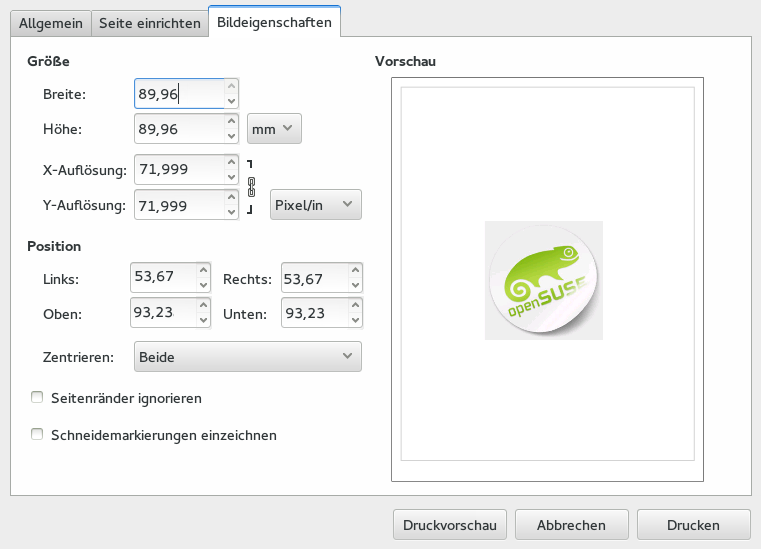 Allgemein Seite einrichten Bildeigenschaften
Größe Vorschau
Breite: 89,96
Höhe: 89,96 mm
X-Auflösung: 71,999
Y-Auflösung: 71,999 Pixel/in
Position
Links: 53,67 Rechts: 53,67
Oben: 93,23 Unten: 93,23
Zentrieren: Beide
Seitenränder ignorieren
Schneidemarkierungen einzeichnen
openSUSE
Druckvorschau Abbrechen Drucken